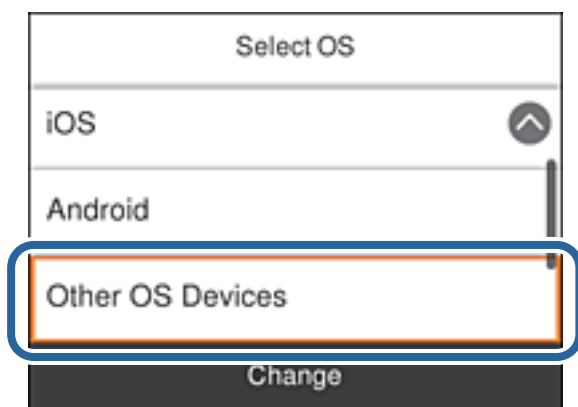 Select OS
iOS
Android
Other OS Devices
Change